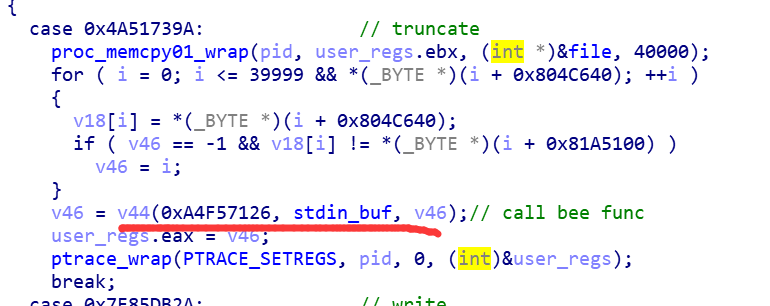 {
case 0x4A51739A: // truncate
proc_memcpy01_wrap(pid, user_regs.ebx, (int *)&file, 40000);
for ( i = 0; i <= 39999 && *(_BYTE *)(i + 0x804C640); ++i )
{
v18[i] = *(_BYTE *)(i + 0x804C640);
if ( v46 == -1 && v18[i] != *(_BYTE *)(i + 0x81A5100) )
v46 = i;
}
v46 = v44(0xA4F57126, stdin_buf, v46);// call bee func
user_regs.eax = v46;
ptrace_wrap(PTRACE_SETREGS, pid, 0, (int)&user_regs);
break;
case 0x7E85DB2A: // write